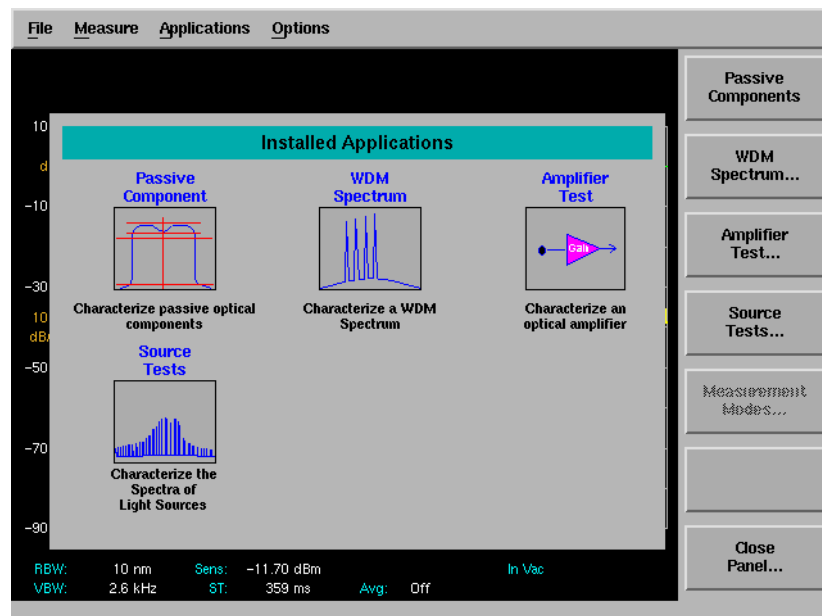 File Measure Applications Options
Passive
Components
WDM
Spectrum...
Amplifier
Test...
Source
Tests...
Measurement
Modes...
Close
Panel...
10
d
-10
-30
10
dB/
-50
-70
-90
Installed Applications
Passive
Component
Characterize passive optical
components
WDM
Spectrum
Characterize a WDM
Spectrum
Amplifier
Test
Gain
Characterize an
optical amplifier
Source
Tests
Characterize the
Spectra of
Light Sources
RBW: 10 nm Sens: -11.70 dBm In Vac
VBW: 2.6 kHz ST: 359 ms Avg: Off